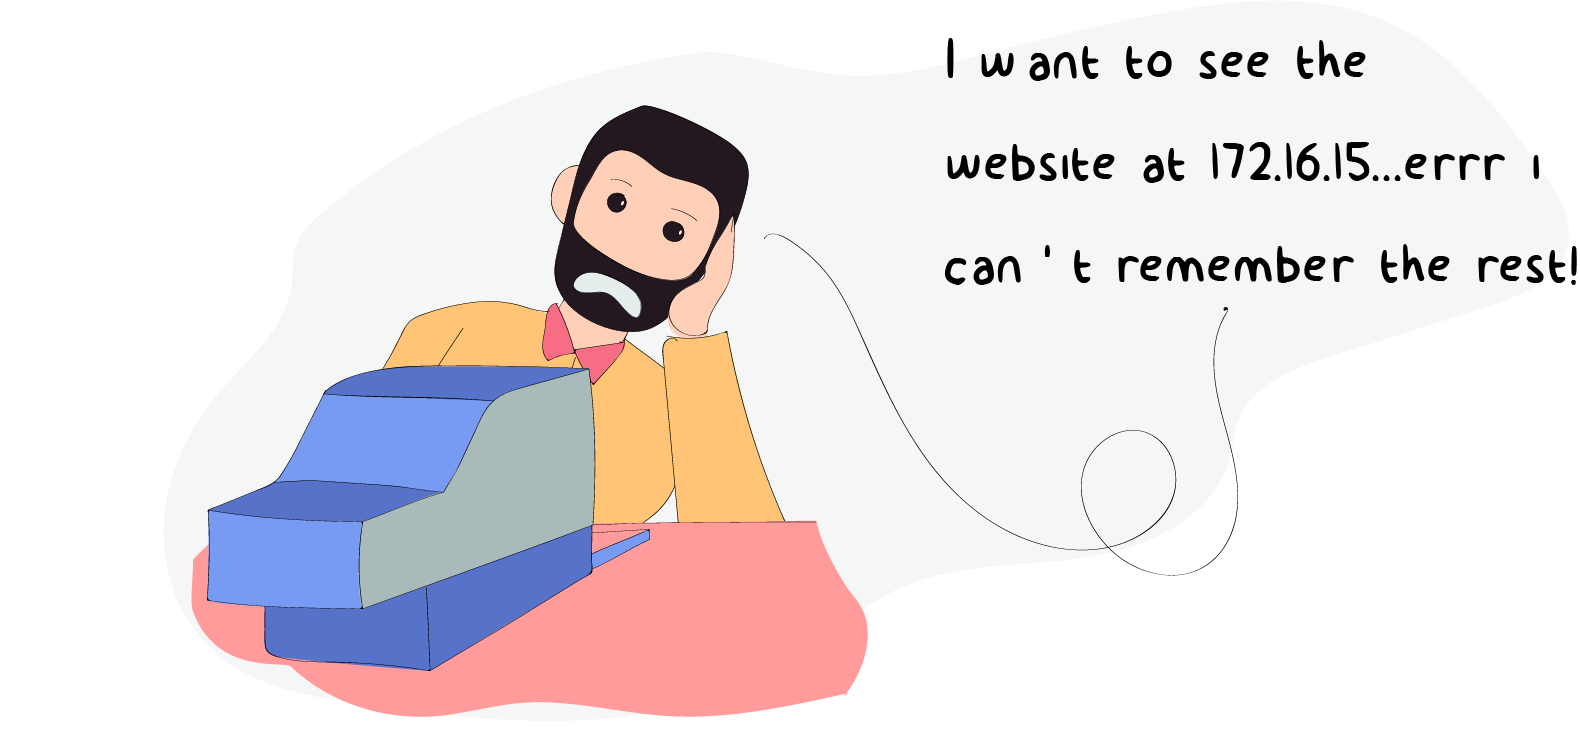 I want to see the
website at 172.16.15...errr i
can't remember the rest!